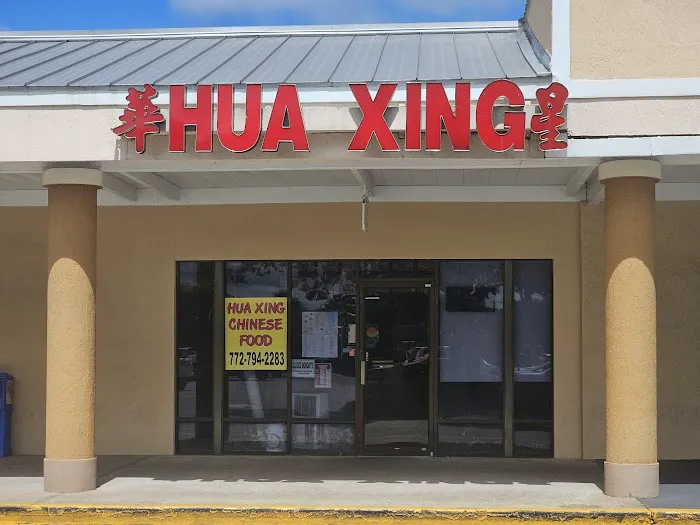 華 HUA XING 星
HUA XING
CHINESE
FOOD
772-794-2283